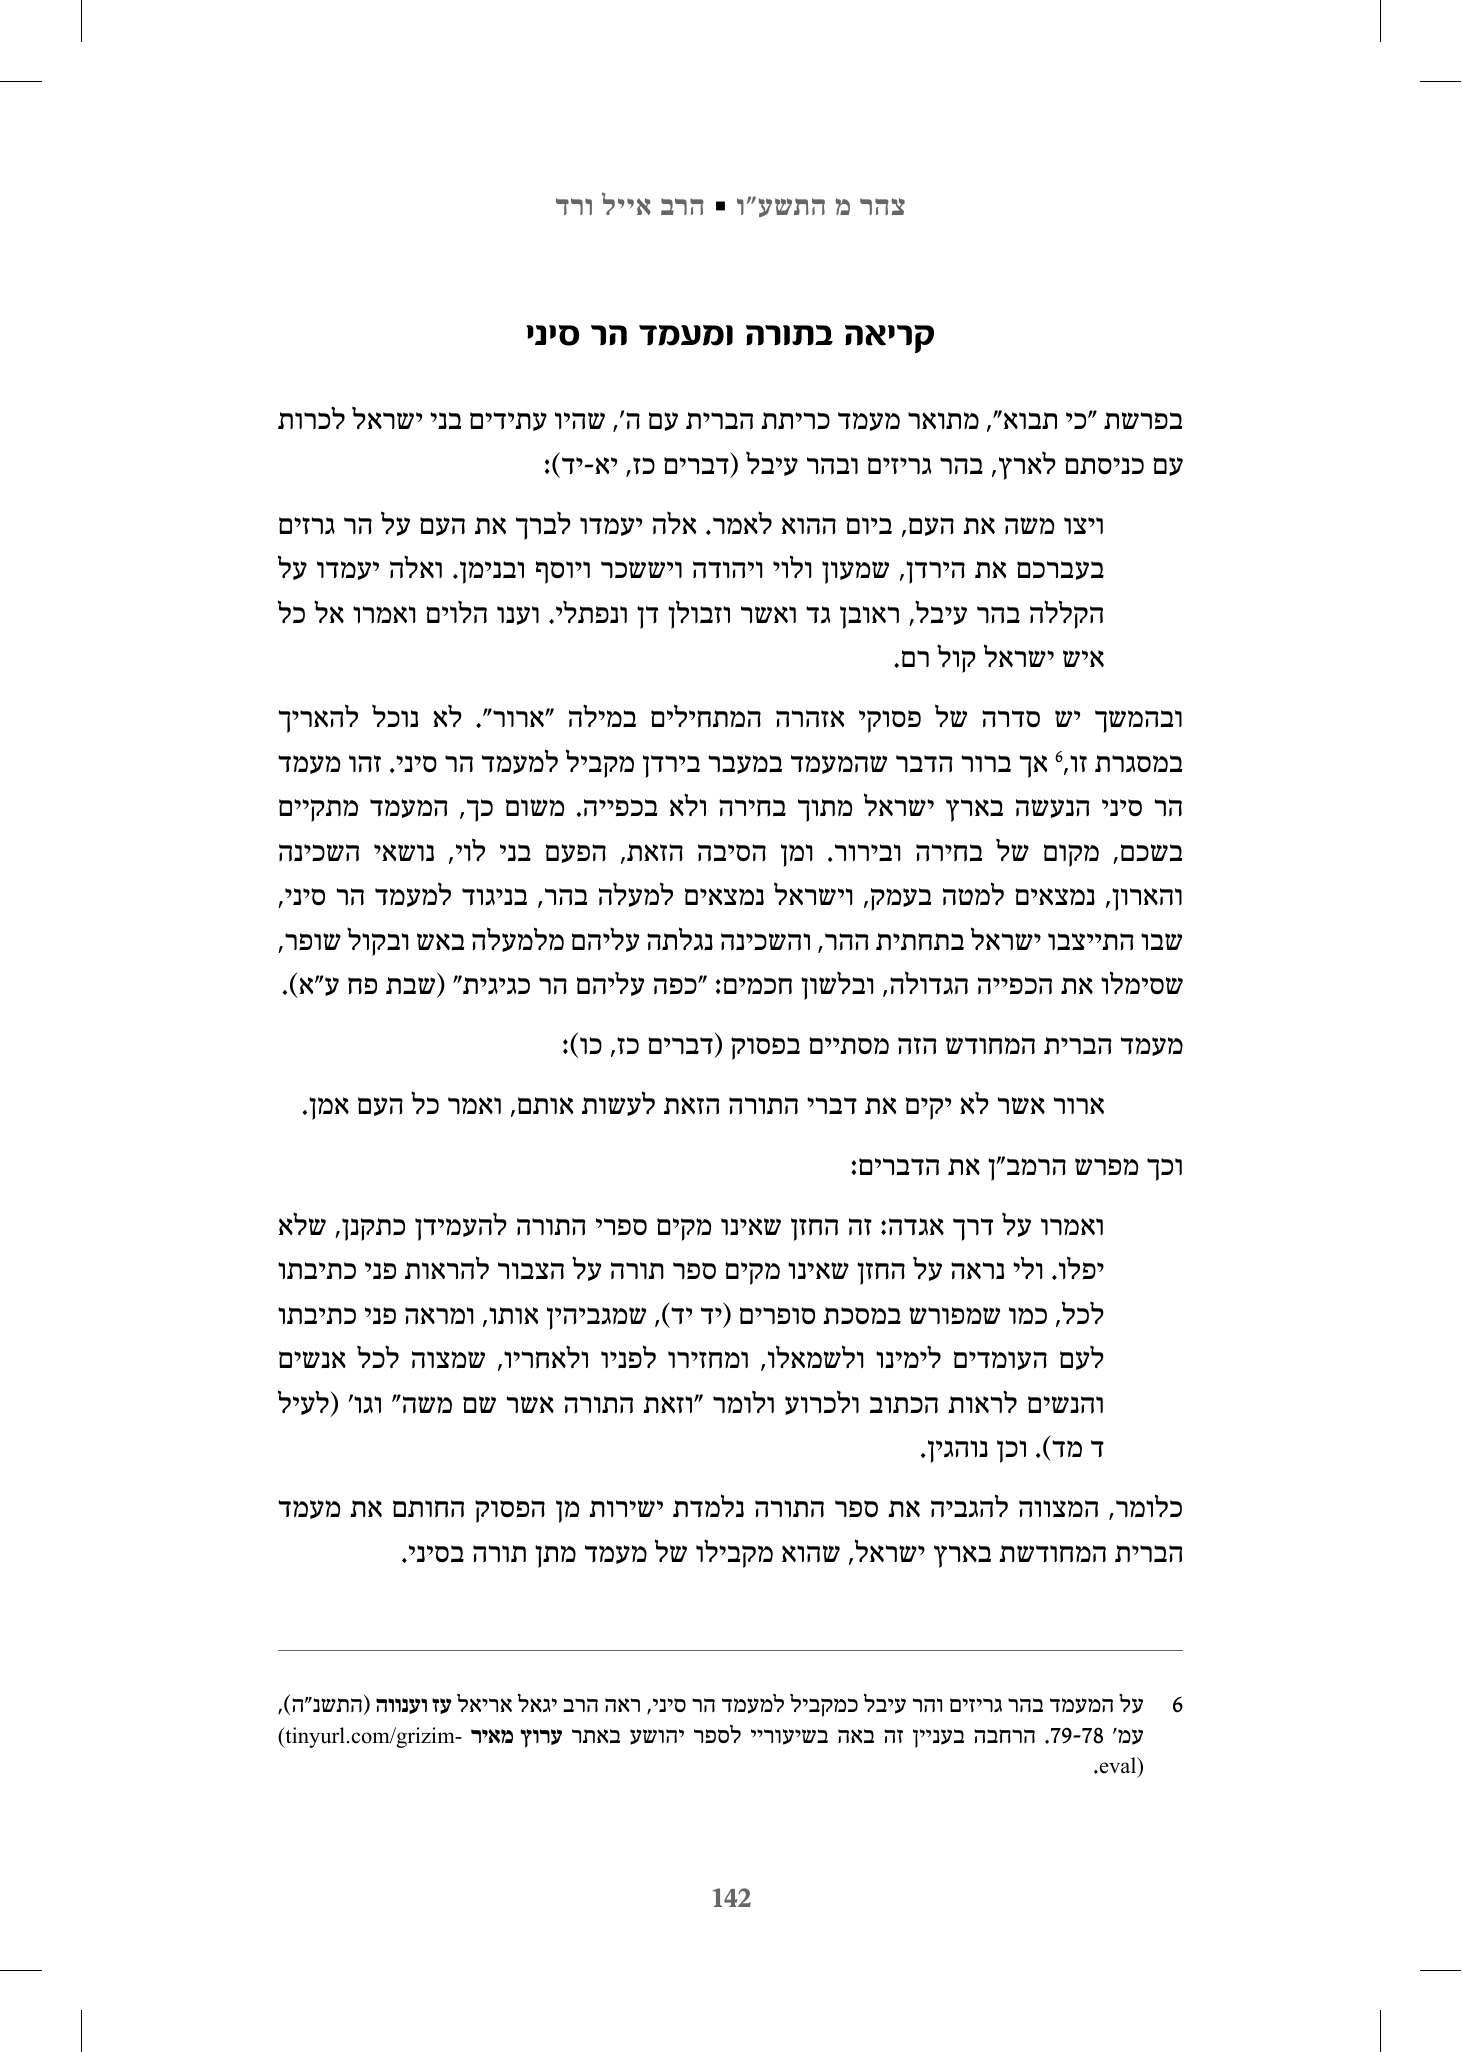 צהר מ התשע"ו ▪ הרב אייל ורד
קריאה בתורה ומעמד הר סיני
בפרשת "כי תבוא", מתואר מעמד כריתת הברית עם ה', שהיו עתידים בני ישראל לכרות
עם כניסתם לארץ, בהר גריזים ובהר עיבל (דברים כז, יא-יד):
ויצו משה את העם, ביום ההוא לאמר. אלה יעמדו לברך את העם על הר גרזים
בעברכם את הירדן, שמעון ולוי ויהודה ויששכר ויוסף ובנימן. ואלה יעמדו על
הקללה בהר עיבל, ראובן גד ואשר וזבולן דן ונפתלי. וענו הלוים ואמרו אל כל
איש ישראל קול רם.
ובהמשך יש סדרה של פסוקי אזהרה המתחילים במילה "ארור". לא נוכל להאריך
במסגרת זו,6 אך ברור הדבר שהמעמד במעבר בירדן מקביל למעמד הר סיני. זהו מעמד
הר סיני הנעשה בארץ ישראל מתוך בחירה ולא בכפייה. משום כך, המעמד מתקיים
בשכם, מקום של בחירה ובירור. ומן הסיבה הזאת, הפעם בני לוי, נושאי השכינה
והארון, נמצאים למטה בעמק, וישראל נמצאים למעלה בהר, בניגוד למעמד הר סיני,
שבו התייצבו ישראל בתחתית ההר, והשכינה נגלתה עליהם מלמעלה באש ובקול שופר,
שסימלו את הכפייה הגדולה, ובלשון חכמים: "כפה עליהם הר כגיגית" (שבת פח ע"א).
מעמד הברית המחודש הזה מסתיים בפסוק (דברים כז, כו):
ארור אשר לא יקים את דברי התורה הזאת לעשות אותם, ואמר כל העם אמן.
וכך מפרש הרמב"ן את הדברים:
ואמרו על דרך אגדה: זה החזן שאינו מקים ספרי התורה להעמידן כתקנן, שלא
יפלו. ולי נראה על החזן שאינו מקים ספר תורה על הצבור להראות פני כתיבתו
לכל, כמו שמפורש במסכת סופרים (יד יד), שמגביהין אותו, ומראה פני כתיבתו
לעם העומדים לימינו ולשמאלו, ומחזירו לפניו ולאחריו, שמצוה לכל אנשים
והנשים לראות הכתוב ולכרוע ולומר "וזאת התורה אשר שם משה" וגו' (לעיל
ד מד). וכן נוהגין.
כלומר, המצווה להגביה את ספר התורה נלמדת ישירות מן הפסוק החותם את מעמד
הברית המחודשת בארץ ישראל, שהוא מקבילו של מעמד מתן תורה בסיני.
6 על המעמד בהר גריזים והר עיבל כמקביל למעמד הר סיני, ראה הרב יגאל אריאל עז וענווה (התשנ"ה),
עמ' 79-78. הרחבה בעניין זה באה בשיעוריי לספר יהושע באתר ערוץ מאיר (tinyurl.com/grizim-
eval).
142